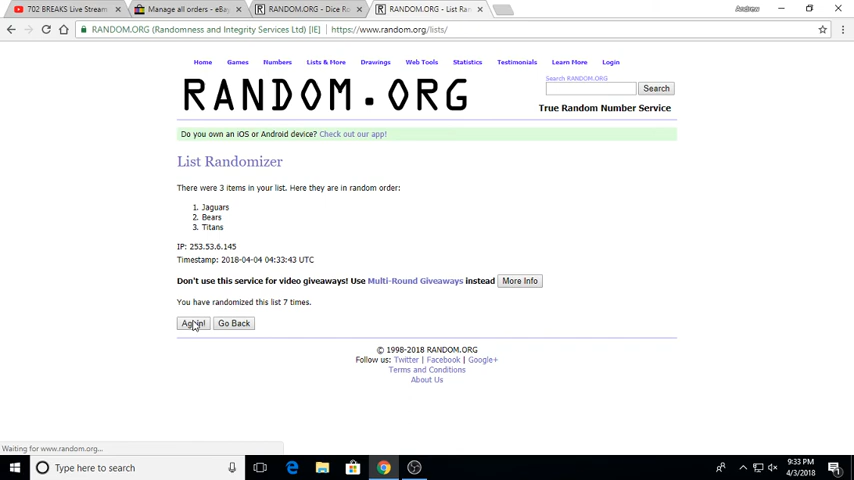 702 BREAKS Live Stream
Manage all orders - eBay
RANDOM.ORG - Dice Ro
RANDOM.ORG - List Ran
Andrew
RANDOM.ORG (Randomness and Integrity Services Ltd) [IE]
https://www.random.org/lists/
Home Games Numbers Lists & More Drawings Web Tools Statistics Testimonials Learn More Login
RANDOM.ORG
Search RANDOM.ORG
Search
True Random Number Service
Do you own an iOS or Android device? Check out our app!
List Randomizer
There were 3 items in your list. Here they are in random order:
1. Jaguars
2. Bears
3. Titans
IP: 253.53.6.145
Timestamp: 2018-04-04 04:33:43 UTC
Don't use this service for video giveaways! Use Multi-Round Giveaways instead More Info
You have randomized this list 7 times.
Again! Go Back
© 1998-2018 RANDOM.ORG
Follow us: Twitter | Facebook | Google+
Terms and Conditions
About Us
Waiting for www.random.org...
Type here to search
9:33 PM
4/3/2018